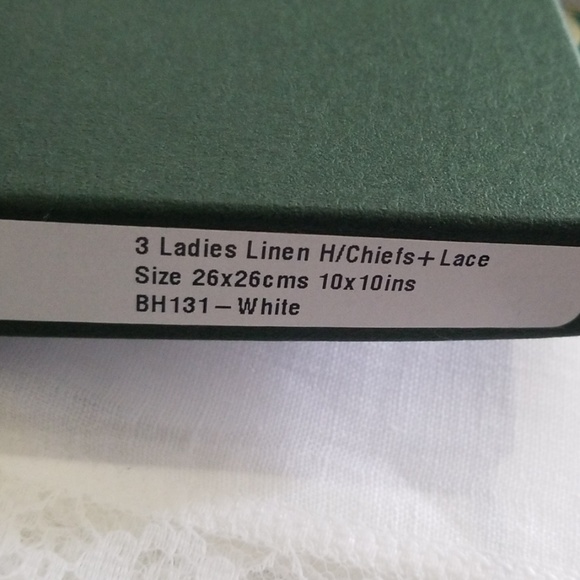 3 Ladies Linen H/Chiefs+Lace
Size 26x26cms 10x10ins
BH131-White